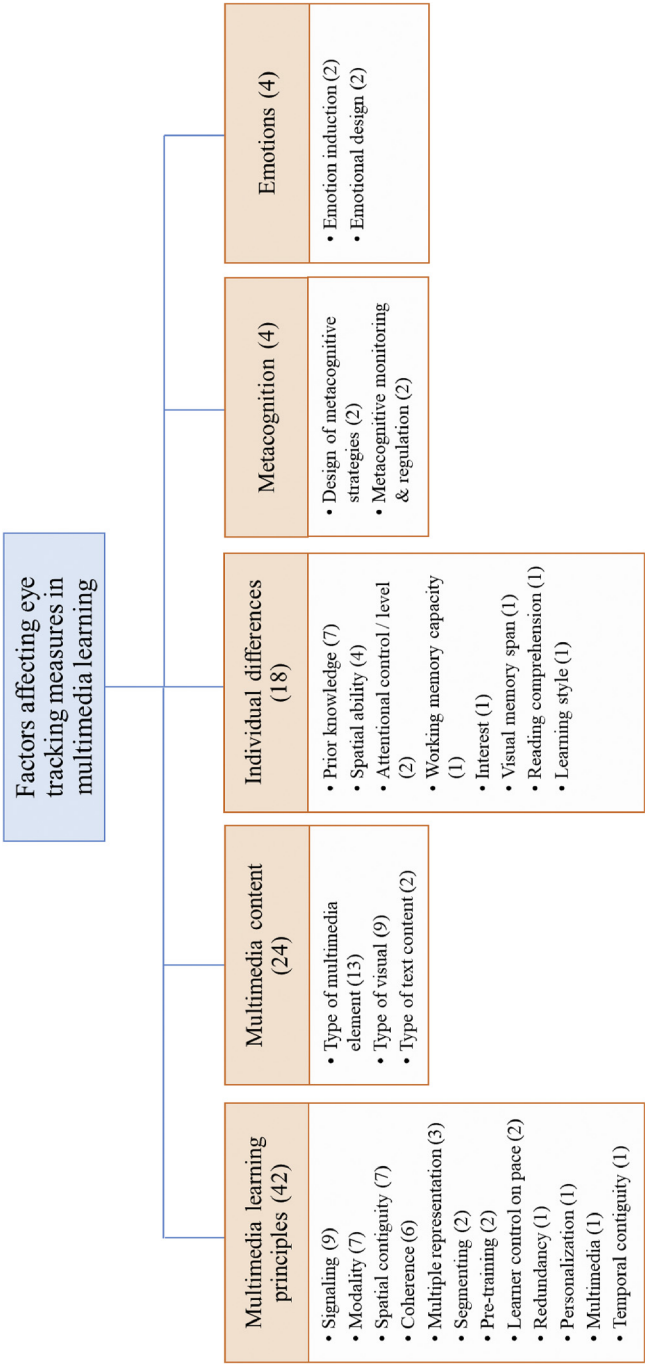 Factors affecting eye
tracking measures in
multimedia learning
Multimedia learning
principles (42)
• Signaling (9)
• Modality (7)
• Spatial contiguity (7)
• Coherence (6)
• Multiple representation (3)
• Segmenting (2)
• Pre-training (2)
• Learner control on pace (2)
• Redundancy (1)
• Personalization (1)
• Multimedia (1)
• Temporal contiguity (1)
Multimedia content
(24)
• Type of multimedia
element (13)
• Type of visual (9)
• Type of text content (2)
Individual differences
(18)
• Prior knowledge (7)
• Spatial ability (4)
• Attentional control / level
(2)
• Working memory capacity
(1)
• Interest (1)
• Visual memory span (1)
• Reading comprehension (1)
• Learning style (1)
Metacognition (4)
• Design of metacognitive
strategies (2)
• Metacognitive monitoring
& regulation (2)
Emotions (4)
• Emotion induction (2)
• Emotional design (2)